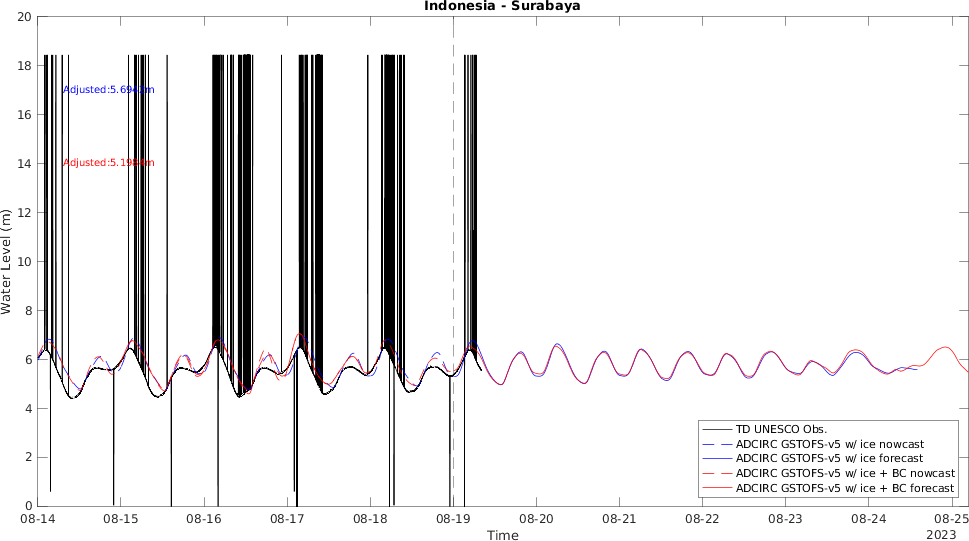 Indonesia - Surabaya
20
18
16
14
12
10
8
6
4
2
0
Water Level (m)
Adjusted:5.694 m
Adjusted:5.19 m
TD UNESCO Obs.
ADCIRC GSTOFS-v5 w/ ice nowcast
ADCIRC GSTOFS-v5 w/ ice forecast
ADCIRC GSTOFS-v5 w/ ice + BC nowcast
ADCIRC GSTOFS-v5 w/ ice + BC forecast
08-14 08-15 08-16 08-17 08-18 08-19 08-20 08-21 08-22 08-23 08-24 08-25
Time
2023